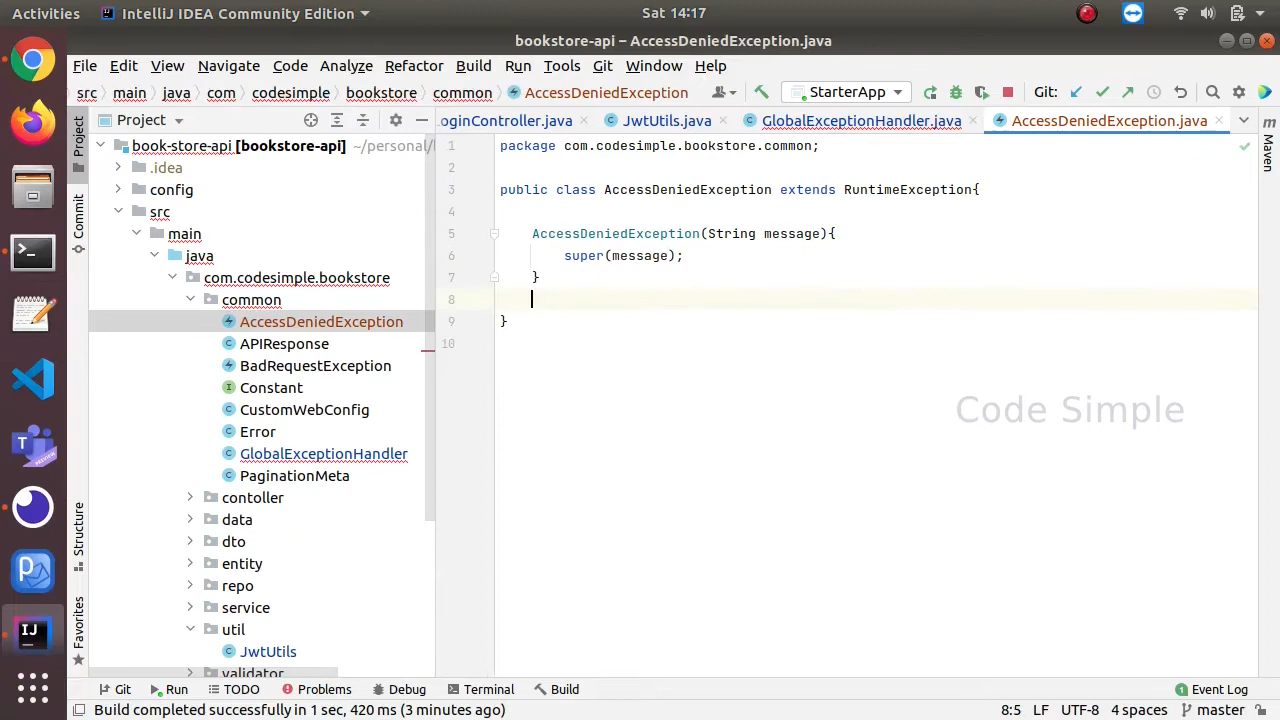 Activities IntelliJ IDEA Community Edition Sat 14:17
bookstore-api – AccessDeniedException.java
File Edit View Navigate Code Analyze Refactor Build Run Tools Git Window Help
src main java com codesimple bookstore common AccessDeniedException StarterApp Git:
Project oginController.java JwtUtils.java GlobalExceptionHandler.java AccessDeniedException.java
Project
Commit
Structure
Favorites
Maven
book-store-api [bookstore-api] ~/personal/
.idea
config
src
main
java
com.codesimple.bookstore
common
AccessDeniedException
APIResponse
BadRequestException
Constant
CustomWebConfig
Error
GlobalExceptionHandler
PaginationMeta
contoller
data
dto
entity
repo
service
util
JwtUtils
validator
1 package com.codesimple.bookstore.common;
2
3 public class AccessDeniedException extends RuntimeException{
4
5 AccessDeniedException(String message){
6 super(message);
7 }
8
9 }
10
Code Simple
Git Run TODO Problems Debug Terminal Build 1 Event Log
Build completed successfully in 1 sec, 420 ms (3 minutes ago) 8:5 LF UTF-8 4 spaces master